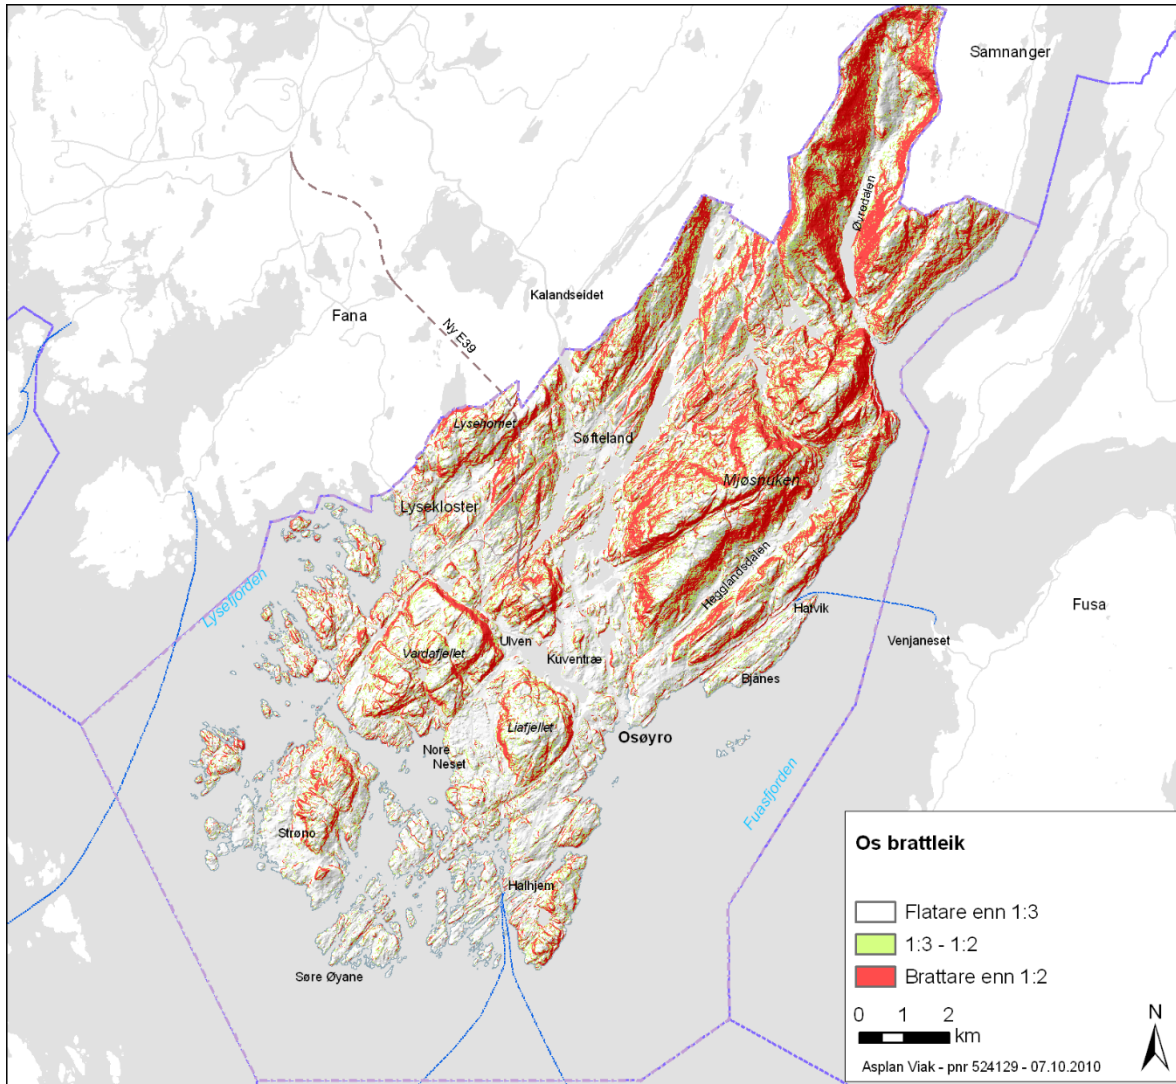 Samnanger
Øvredalen
Kalandseidet
Fana
Ny E39
Lysehornet
Søfteland
Mjøsnuken
Lysekloster
Hegglandsdalen
Lysefjorden
Hatvik
Fusa
Venjaneset
Ulven
Kuventræ
Vardafjellet
Bjånes
Liafjellet
Osøyro
Nore
Neset
Fuasfjorden
Strøno
Halhjem
Søre Øyane
Os brattleik
Flatare enn 1:3
1:3 - 1:2
Brattare enn 1:2
0 1 2
km
N
Asplan Viak - pnr 524129 - 07.10.2010